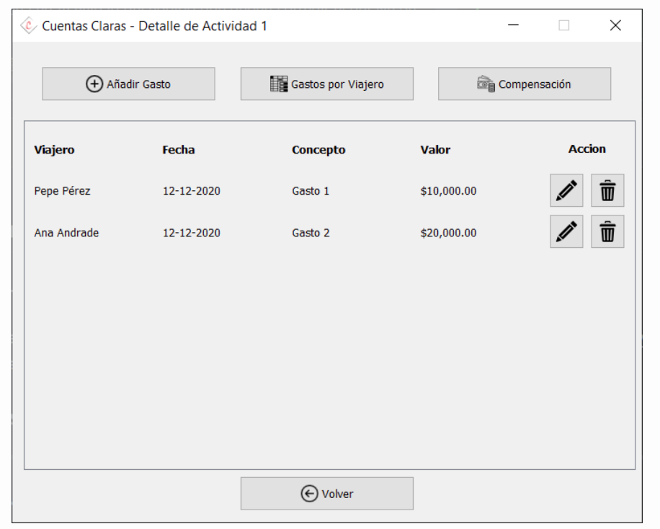 Cuentas Claras - Detalle de Actividad 1
Añadir Gasto
Gastos por Viajero
Compensación
Viajero Fecha Concepto Valor Accion
Pepe Pérez 12-12-2020 Gasto 1 $10,000.00
Ana Andrade 12-12-2020 Gasto 2 $20,000.00
Volver